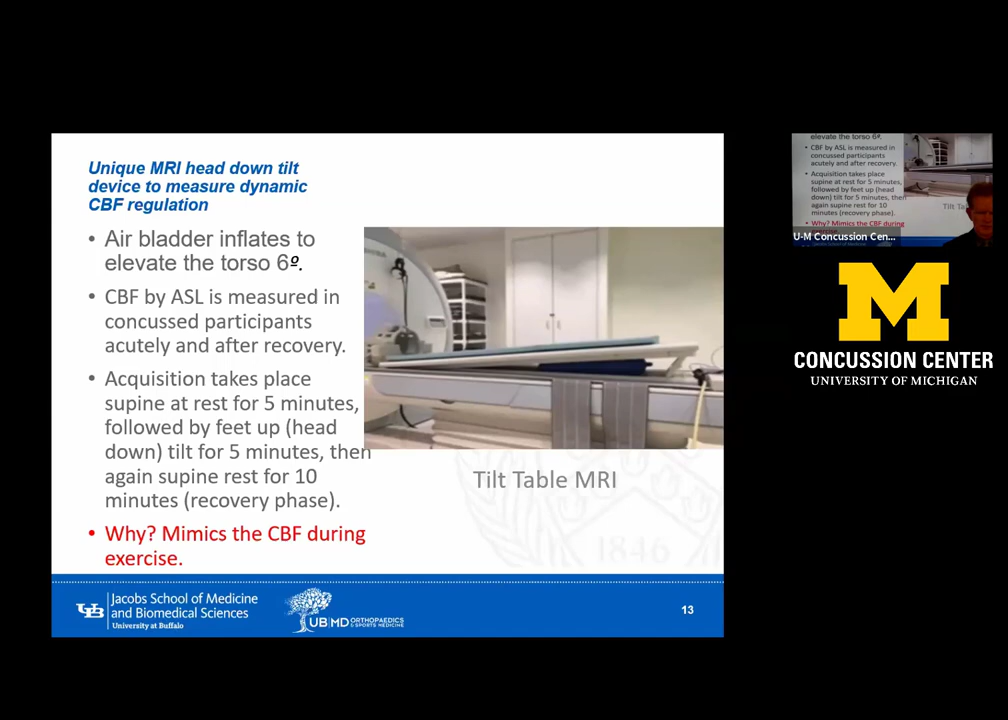 Unique MRI head down tilt
device to measure dynamic
CBF regulation
• Air bladder inflates to
elevate the torso 6º.
• CBF by ASL is measured in
concussed participants
acutely and after recovery.
• Acquisition takes place
supine at rest for 5 minutes,
followed by feet up (head
down) tilt for 5 minutes, then
again supine rest for 10
minutes (recovery phase).
• Why? Mimics the CBF during
exercise.
Tilt Table MRI
1846
UB Jacobs School of Medicine
and Biomedical Sciences
University at Buffalo
UB|MD ORTHOPAEDICS
& SPORTS MEDICINE
13
elevate the torso 6º.
• CBF by ASL is measured in
concussed participants
acutely and after recovery.
• Acquisition takes place
supine at rest for 5 minutes,
followed by feet up (head
down) tilt for 5 minutes, then
again supine rest for 10
minutes (recovery phase).
• Why? Mimics the CBF during
Tilt Ta
U-M Concussion Cen...
M
CONCUSSION CENTER
UNIVERSITY OF MICHIGAN